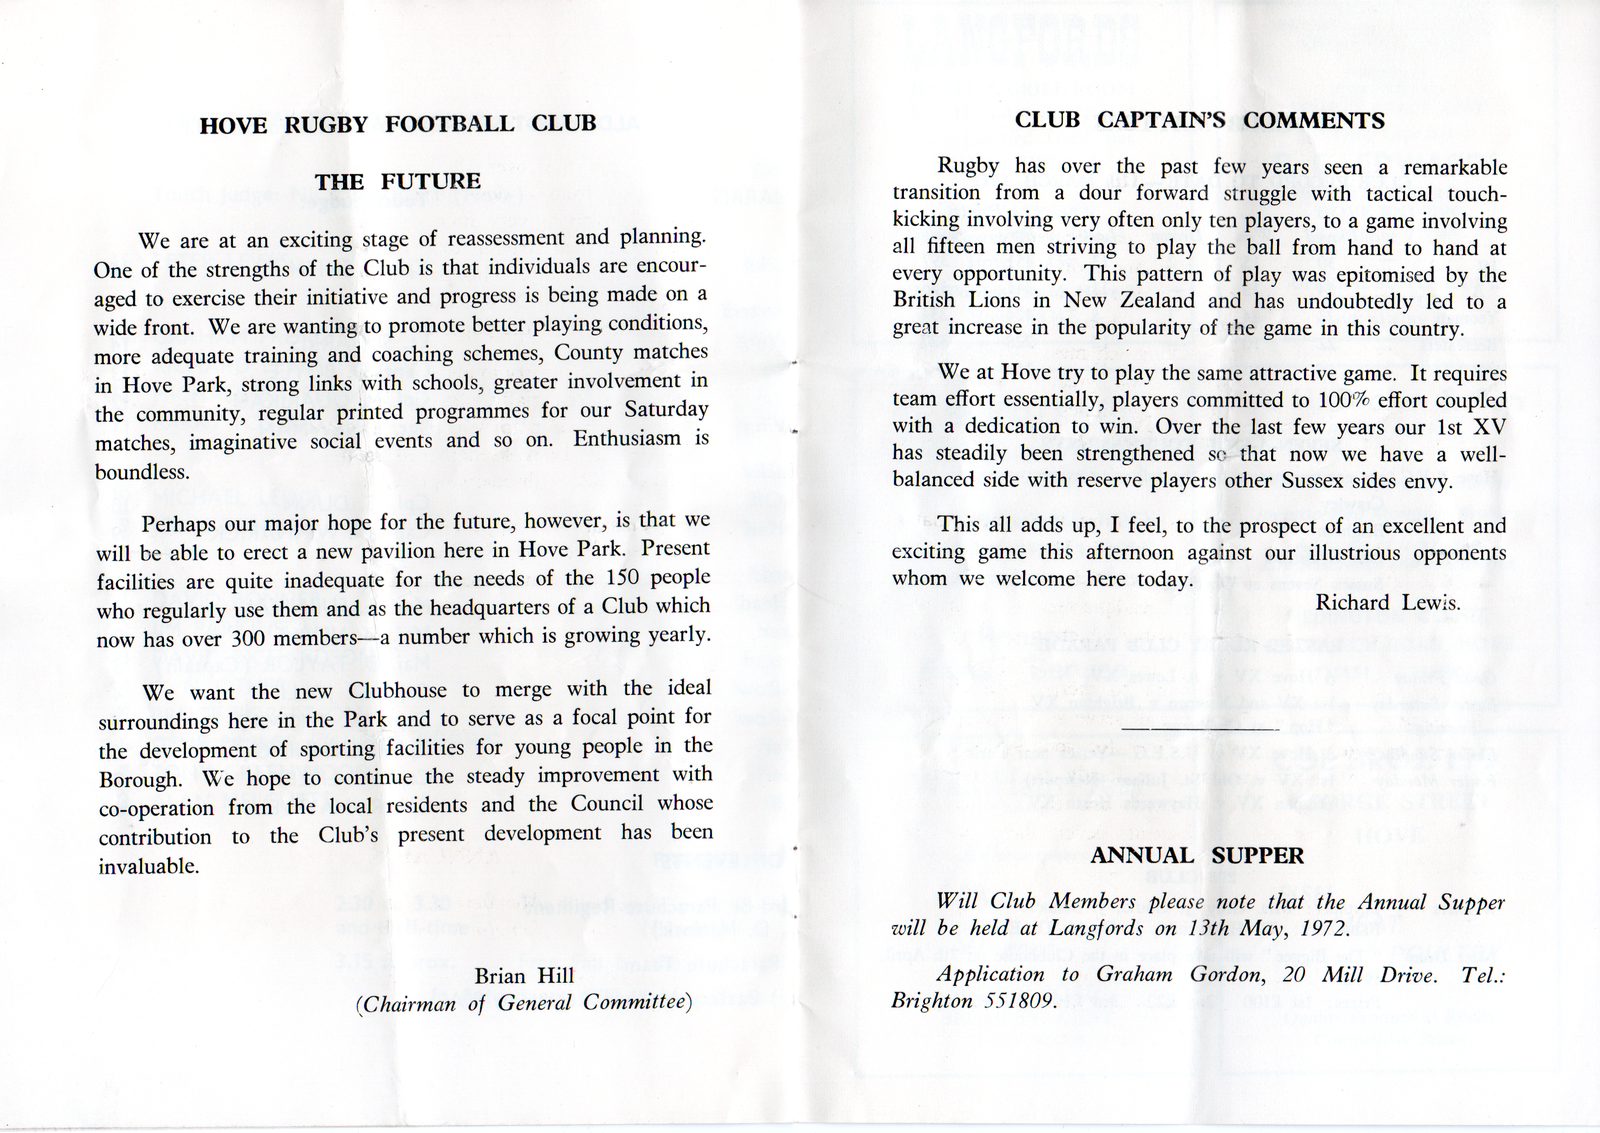 HOVE RUGBY FOOTBALL CLUB
THE FUTURE
We are at an exciting stage of reassessment and planning.
One of the strengths of the Club is that individuals are encour-
aged to exercise their initiative and progress is being made on a
wide front. We are wanting to promote better playing conditions,
more adequate training and coaching schemes, County matches
in Hove Park, strong links with schools, greater involvement in
the community, regular printed programmes for our Saturday
matches, imaginative social events and so on. Enthusiasm is
boundless.
Perhaps our major hope for the future, however, is that we
will be able to erect a new pavilion here in Hove Park. Present
facilities are quite inadequate for the needs of the 150 people
who regularly use them and as the headquarters of a Club which
now has over 300 members—a number which is growing yearly.
We want the new Clubhouse to merge with the ideal
surroundings here in the Park and to serve as a focal point for
the development of sporting facilities for young people in the
Borough. We hope to continue the steady improvement with
co-operation from the local residents and the Council whose
contribution to the Club's present development has been
invaluable.
Brian Hill
(Chairman of General Committee)
CLUB CAPTAIN'S COMMENTS
Rugby has over the past few years seen a remarkable
transition from a dour forward struggle with tactical touch-
kicking involving very often only ten players, to a game involving
all fifteen men striving to play the ball from hand to hand at
every opportunity. This pattern of play was epitomised by the
British Lions in New Zealand and has undoubtedly led to a
great increase in the popularity of the game in this country.
We at Hove try to play the same attractive game. It requires
team effort essentially, players committed to 100% effort coupled
with a dedication to win. Over the last few years our 1st XV
has steadily been strengthened so that now we have a well-
balanced side with reserve players other Sussex sides envy.
This all adds up, I feel, to the prospect of an excellent and
exciting game this afternoon against our illustrious opponents
whom we welcome here today.
Richard Lewis.
ANNUAL SUPPER
Will Club Members please note that the Annual Supper
will be held at Langfords on 13th May, 1972.
Application to Graham Gordon, 20 Mill Drive. Tel.:
Brighton 551809.